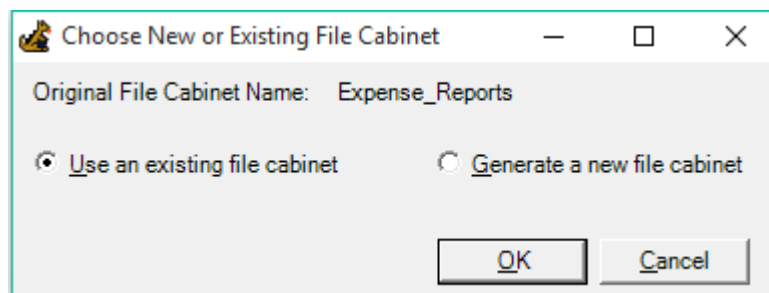 Choose New or Existing File Cabinet
Original File Cabinet Name: Expense_Reports
Use an existing file cabinet Generate a new file cabinet
OK Cancel